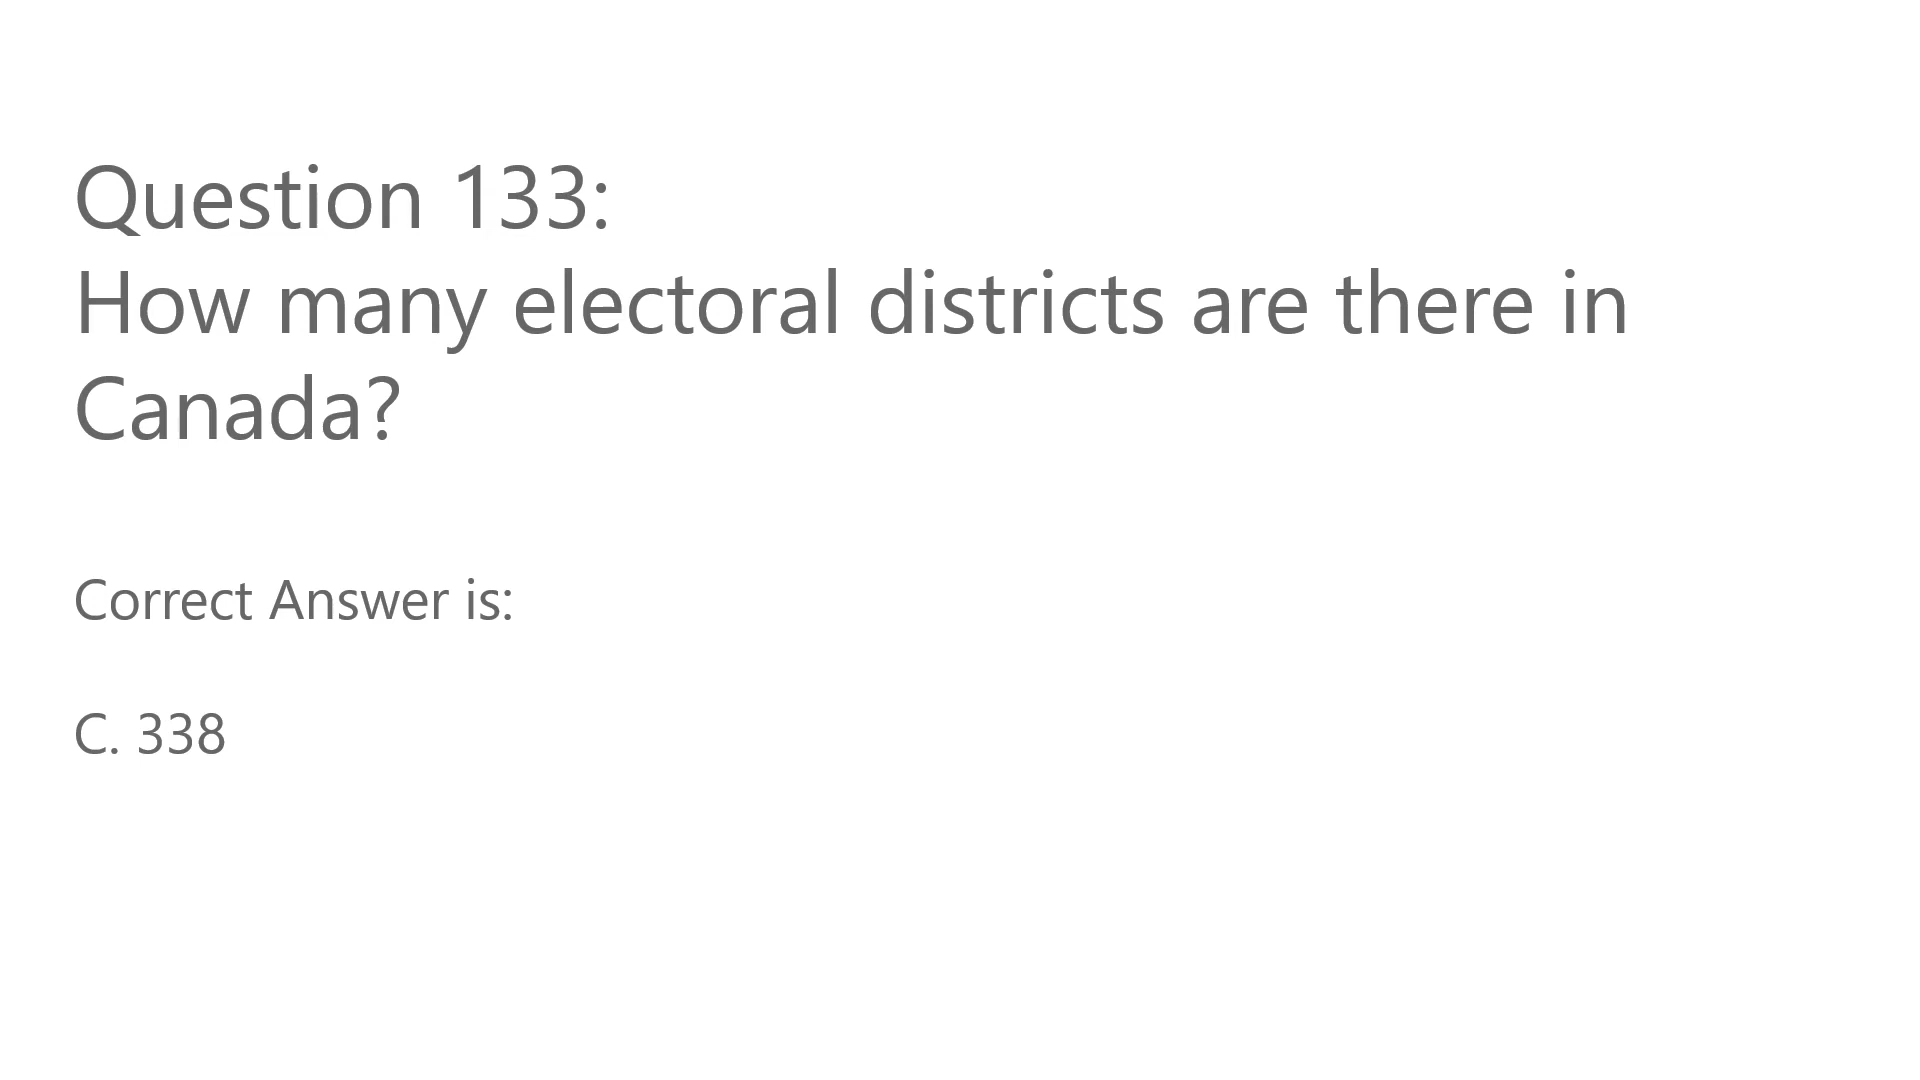 Question 133:
How many electoral districts are there in
Canada?
Correct Answer is:
C. 338